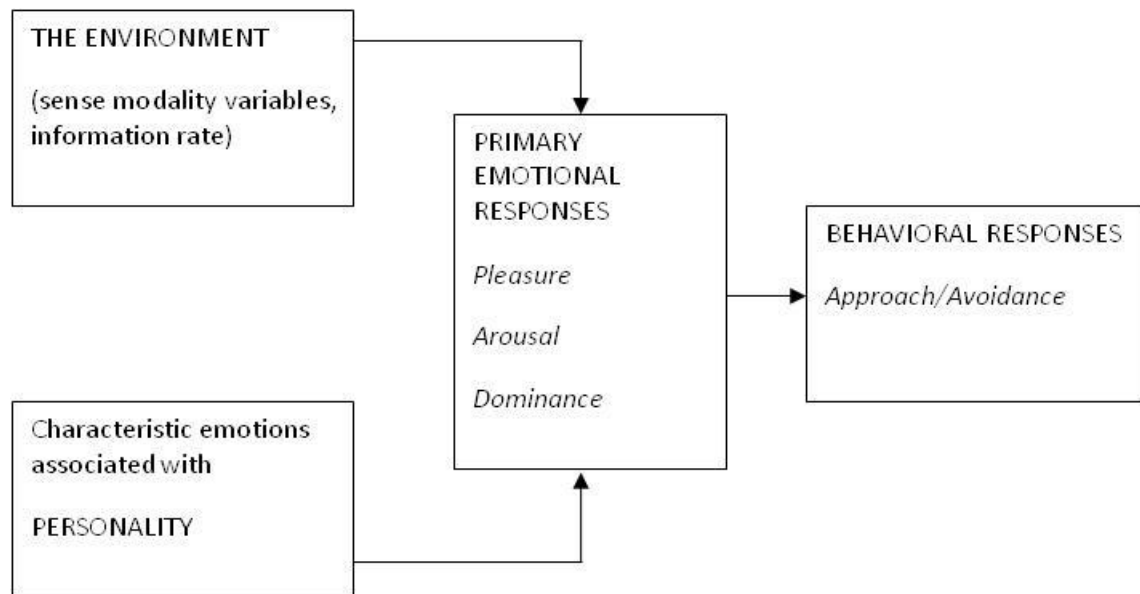 THE ENVIRONMENT
(sense modality variables,
information rate)
PRIMARY
EMOTIONAL
RESPONSES
Pleasure
Arousal
Dominance
BEHAVIORAL RESPONSES
Approach/Avoidance
Characteristic emotions
associated with
PERSONALITY